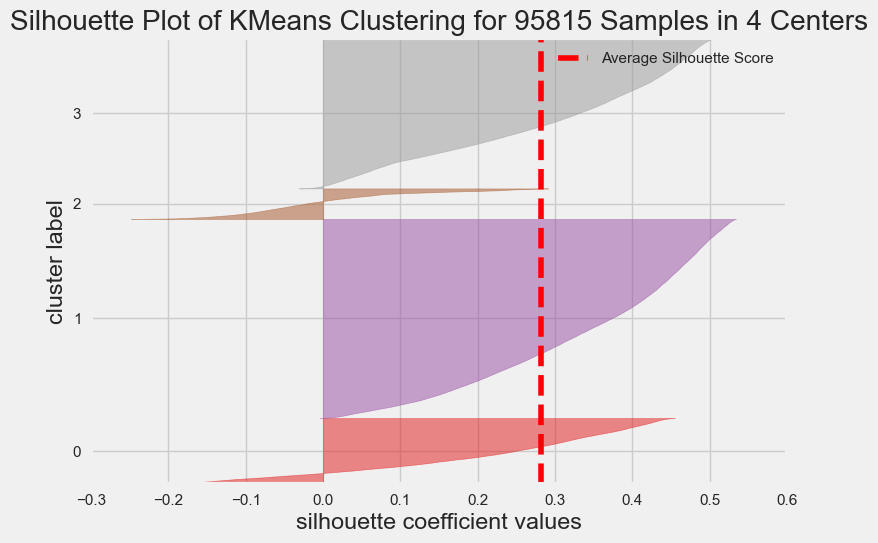 Silhouette Plot of KMeans Clustering for 95815 Samples in 4 Centers
Average Silhouette Score
cluster label
3
2
1
0
−0.3 −0.2 −0.1 0.0 0.1 0.2 0.3 0.4 0.5 0.6
silhouette coefficient values